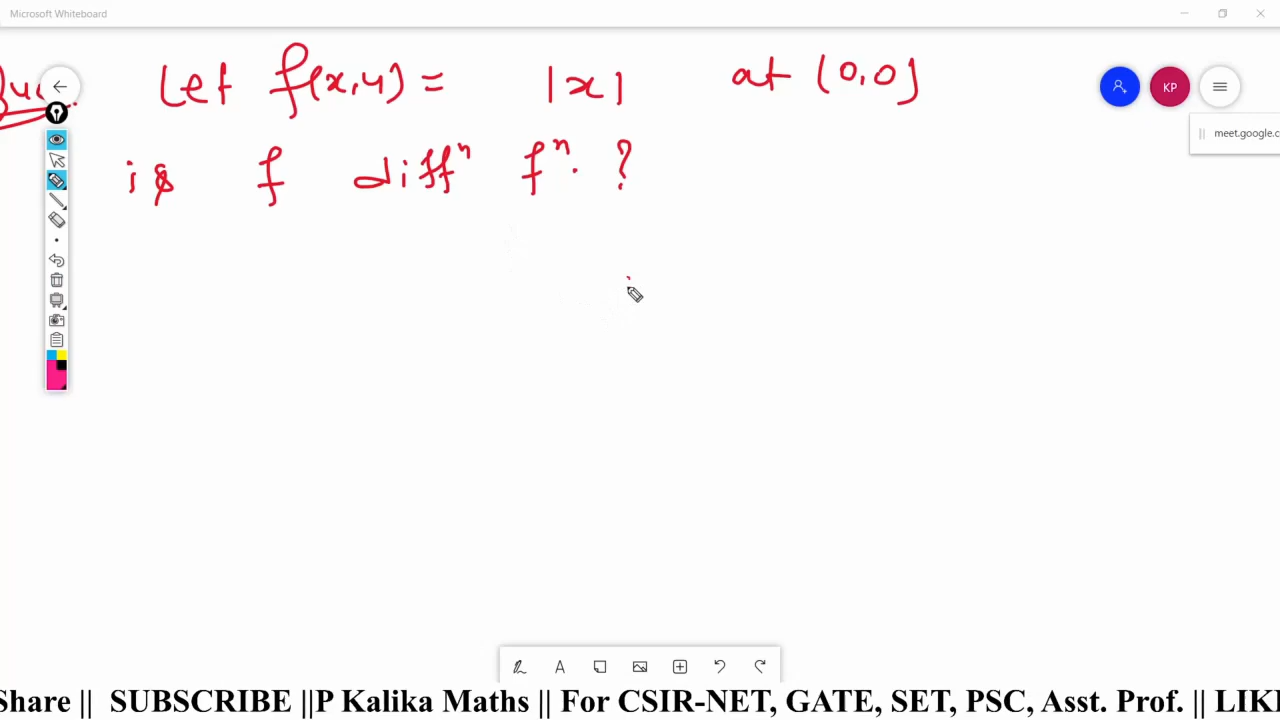 Microsoft Whiteboard
Que. Let f(x,y) = |x| at (0,0)
KP
meet.google.c
is f diffⁿ fⁿ. ?
Share || SUBSCRIBE ||P Kalika Maths || For CSIR-NET, GATE, SET, PSC, Asst. Prof. || LIKE